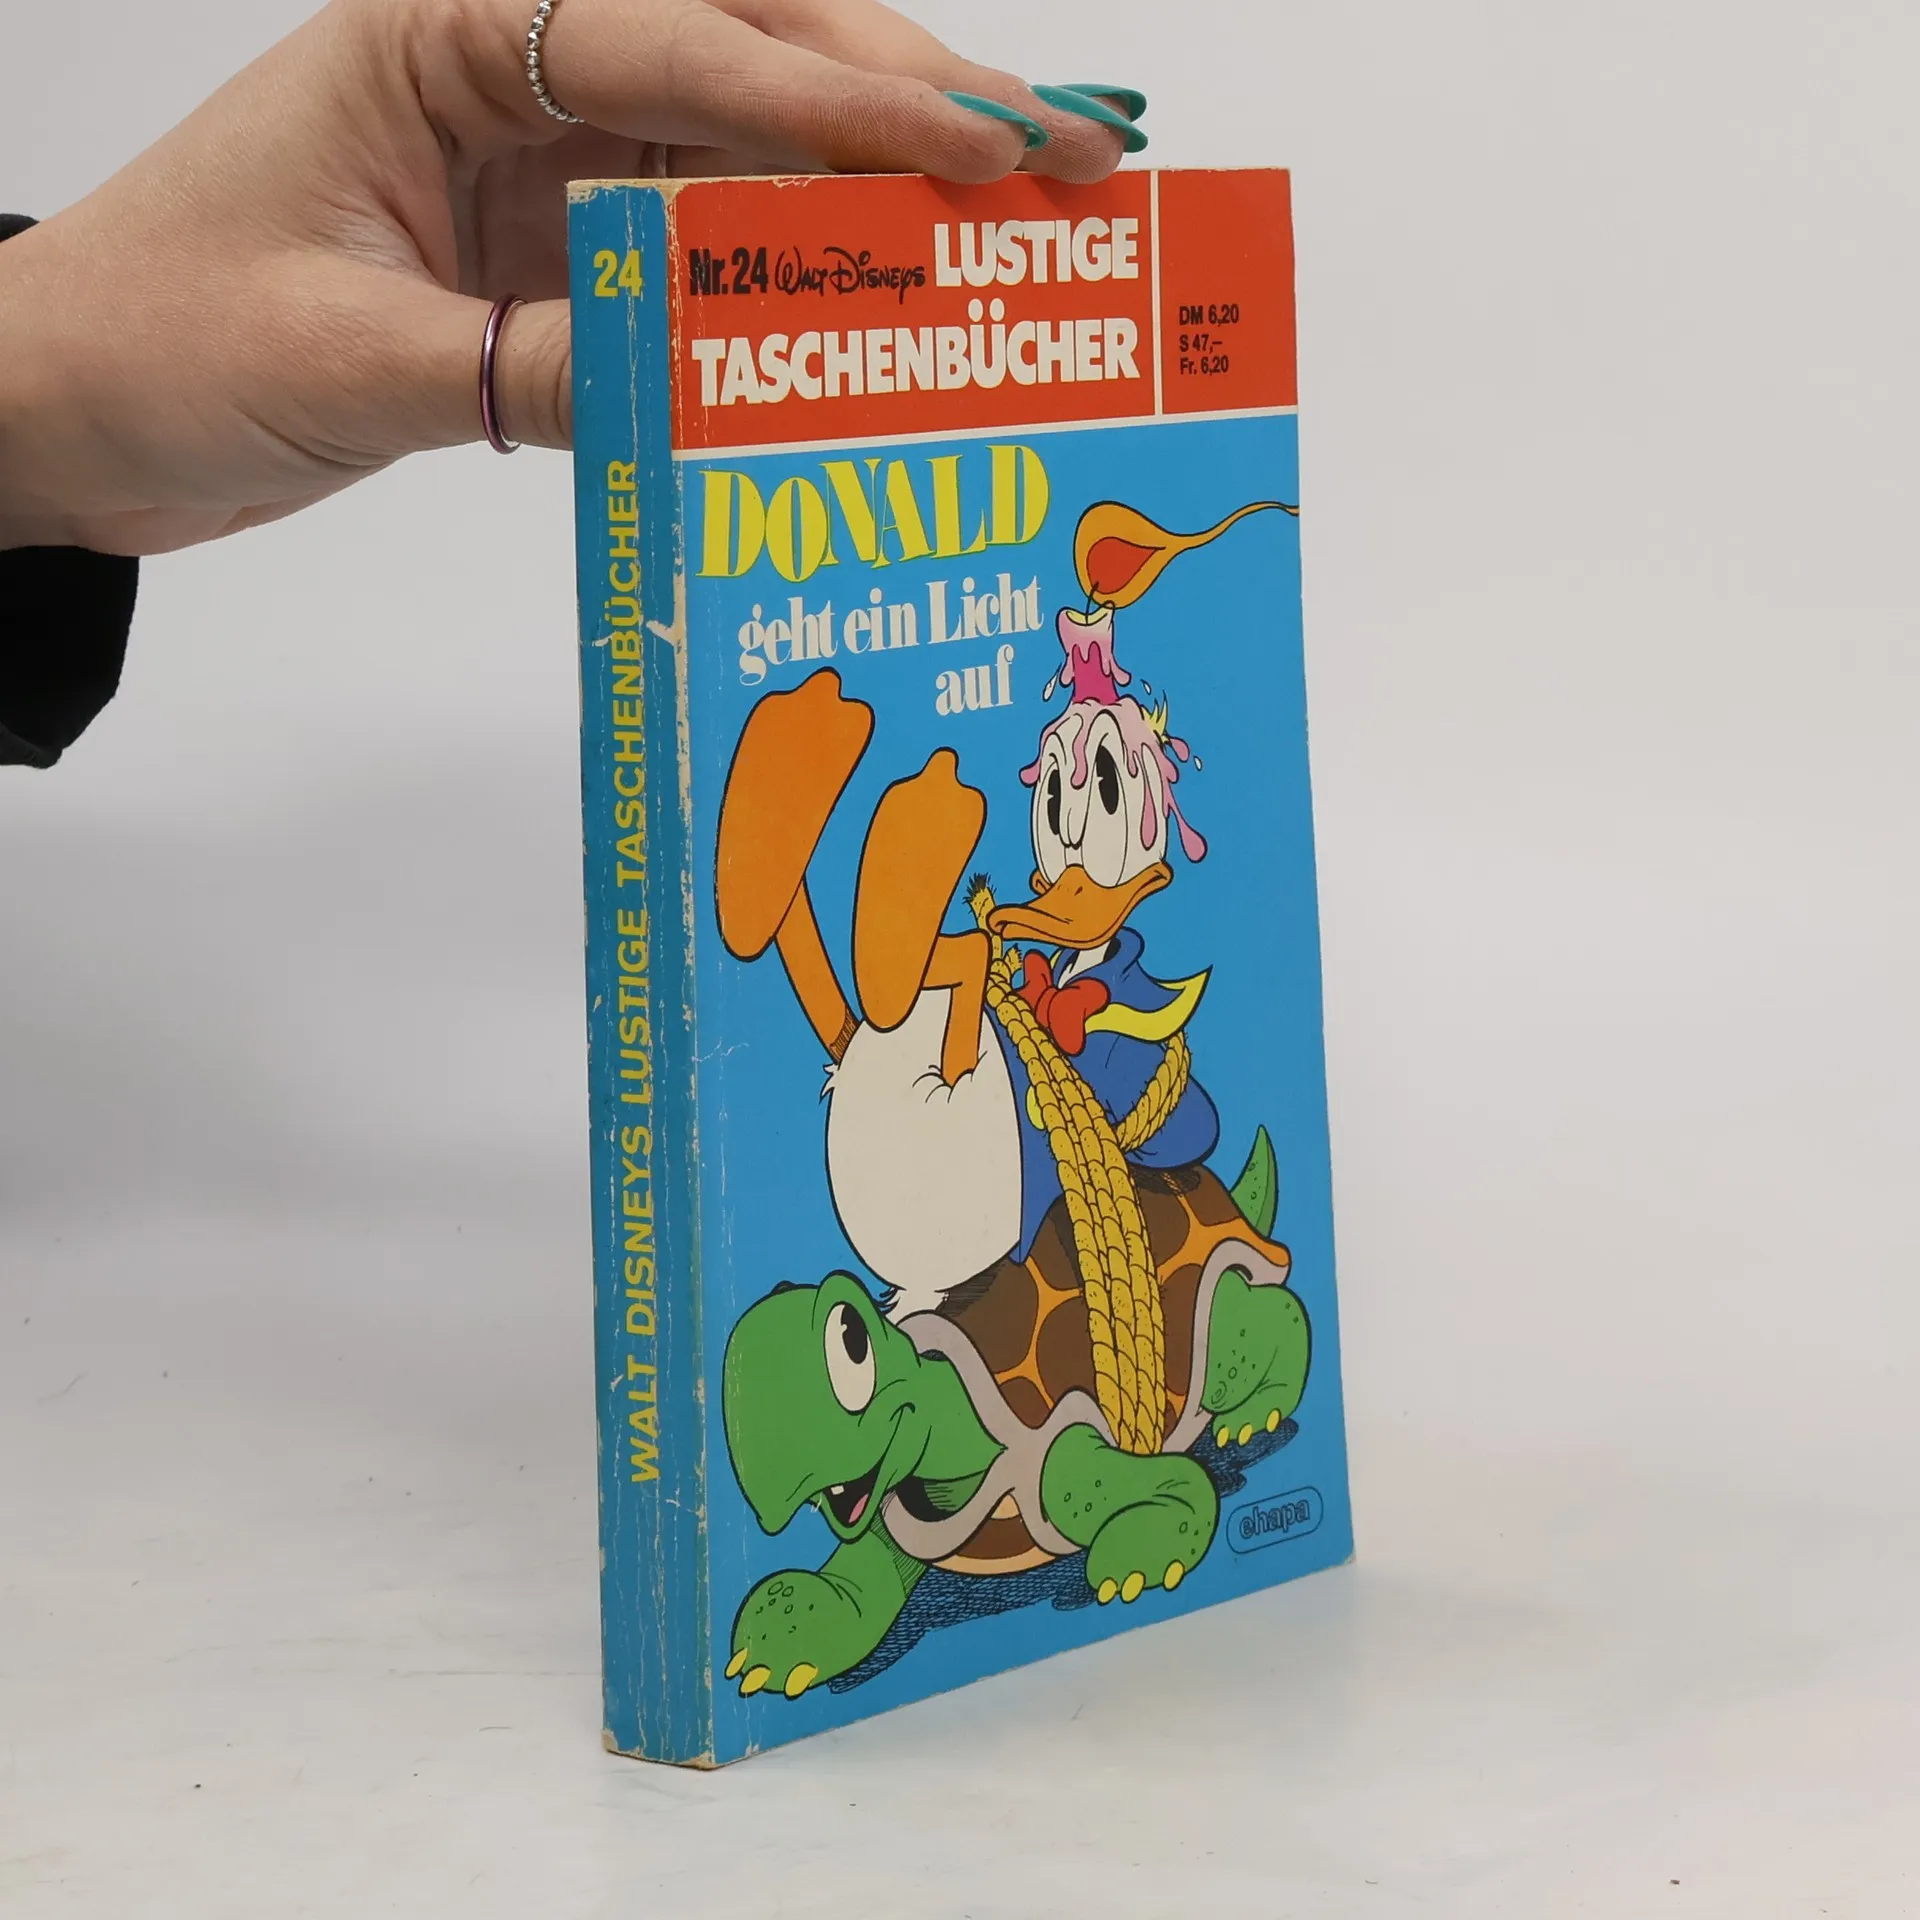 24
WALT DISNEYS LUSTIGE TASCHENBÜCHER
Nr. 24 Walt Disneys LUSTIGE
TASCHENBÜCHER
DM 6,20
S 47,–
Fr. 6,20
DONALD
geht ein Licht
auf
ehapa